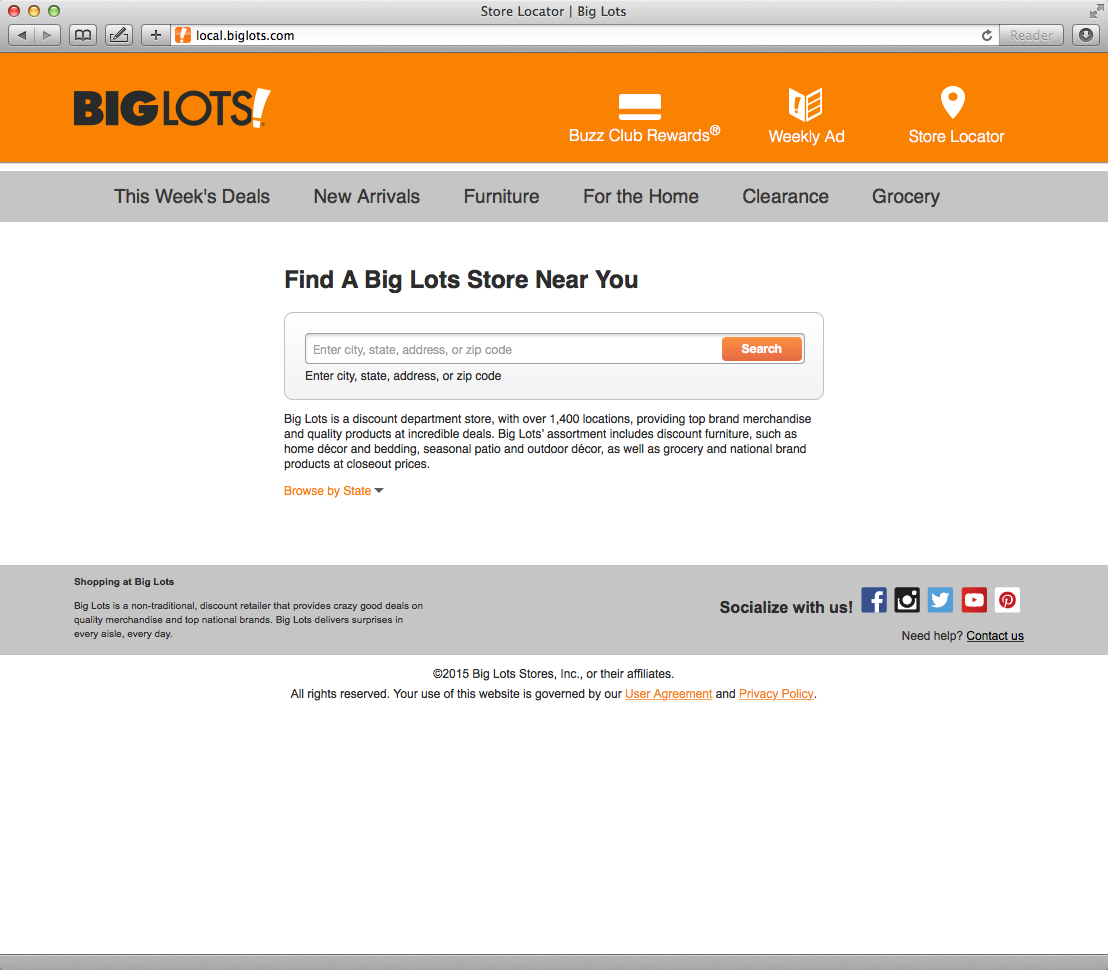 Store Locator | Big Lots
local.biglots.com
Reader
BIG LOTS!
Buzz Club Rewards®
Weekly Ad
Store Locator
This Week's Deals
New Arrivals
Furniture
For the Home
Clearance
Grocery
Find A Big Lots Store Near You
Enter city, state, address, or zip code
Search
Enter city, state, address, or zip code
Big Lots is a discount department store, with over 1,400 locations, providing top brand merchandise
and quality products at incredible deals. Big Lots’ assortment includes discount furniture, such as
home décor and bedding, seasonal patio and outdoor décor, as well as grocery and national brand
products at closeout prices.
Browse by State
Shopping at Big Lots
Big Lots is a non-traditional, discount retailer that provides crazy good deals on
quality merchandise and top national brands. Big Lots delivers surprises in
every aisle, every day.
Socialize with us!
Need help? Contact us
©2015 Big Lots Stores, Inc., or their affiliates.
All rights reserved. Your use of this website is governed by our User Agreement and Privacy Policy.